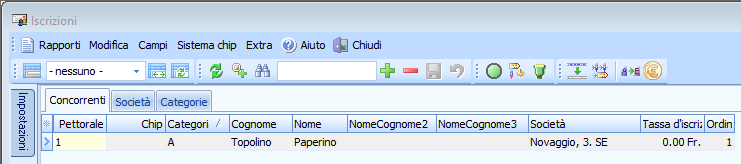 Iscrizioni
Rapporti Modifica Campi Sistema chip Extra Aiuto Chiudi
- nessuno -
Impostazioni
Concorrenti Società Categorie
Pettorale Chip Categori Cognome Nome NomeCognome2 NomeCognome3 Società Tassa d'iscriz Ordin
1 A Topolino Paperino Novaggio, 3. SE 0.00 Fr. 1